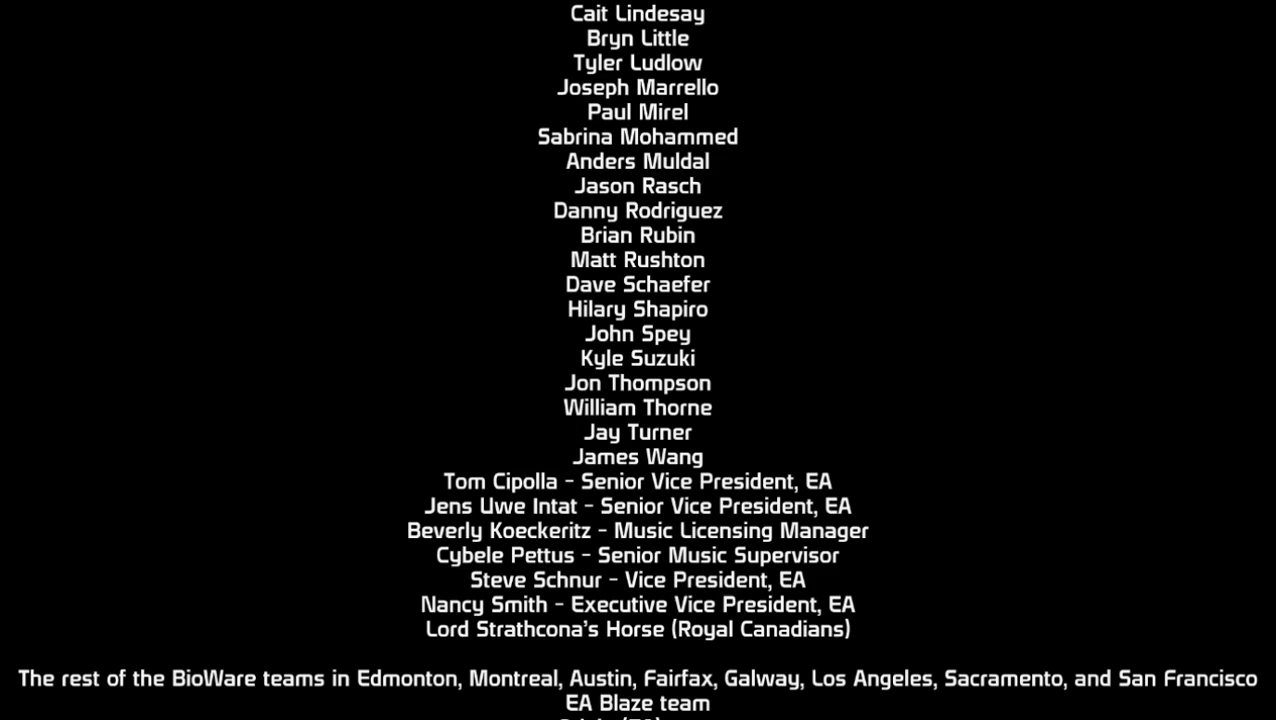 Cait Lindesay
Bryn Little
Tyler Ludlow
Joseph Marrello
Paul Mirel
Sabrina Mohammed
Anders Muldal
Jason Rasch
Danny Rodriguez
Brian Rubin
Matt Rushton
Dave Schaefer
Hilary Shapiro
John Spey
Kyle Suzuki
Jon Thompson
William Thorne
Jay Turner
James Wang
Tom Cipolla - Senior Vice President, EA
Jens Uwe Intat - Senior Vice President, EA
Beverly Koeckeritz - Music Licensing Manager
Cybele Pettus - Senior Music Supervisor
Steve Schnur - Vice President, EA
Nancy Smith - Executive Vice President, EA
Lord Strathcona's Horse (Royal Canadians)
The rest of the BioWare teams in Edmonton, Montreal, Austin, Fairfax, Galway, Los Angeles, Sacramento, and San Francisco
EA Blaze team